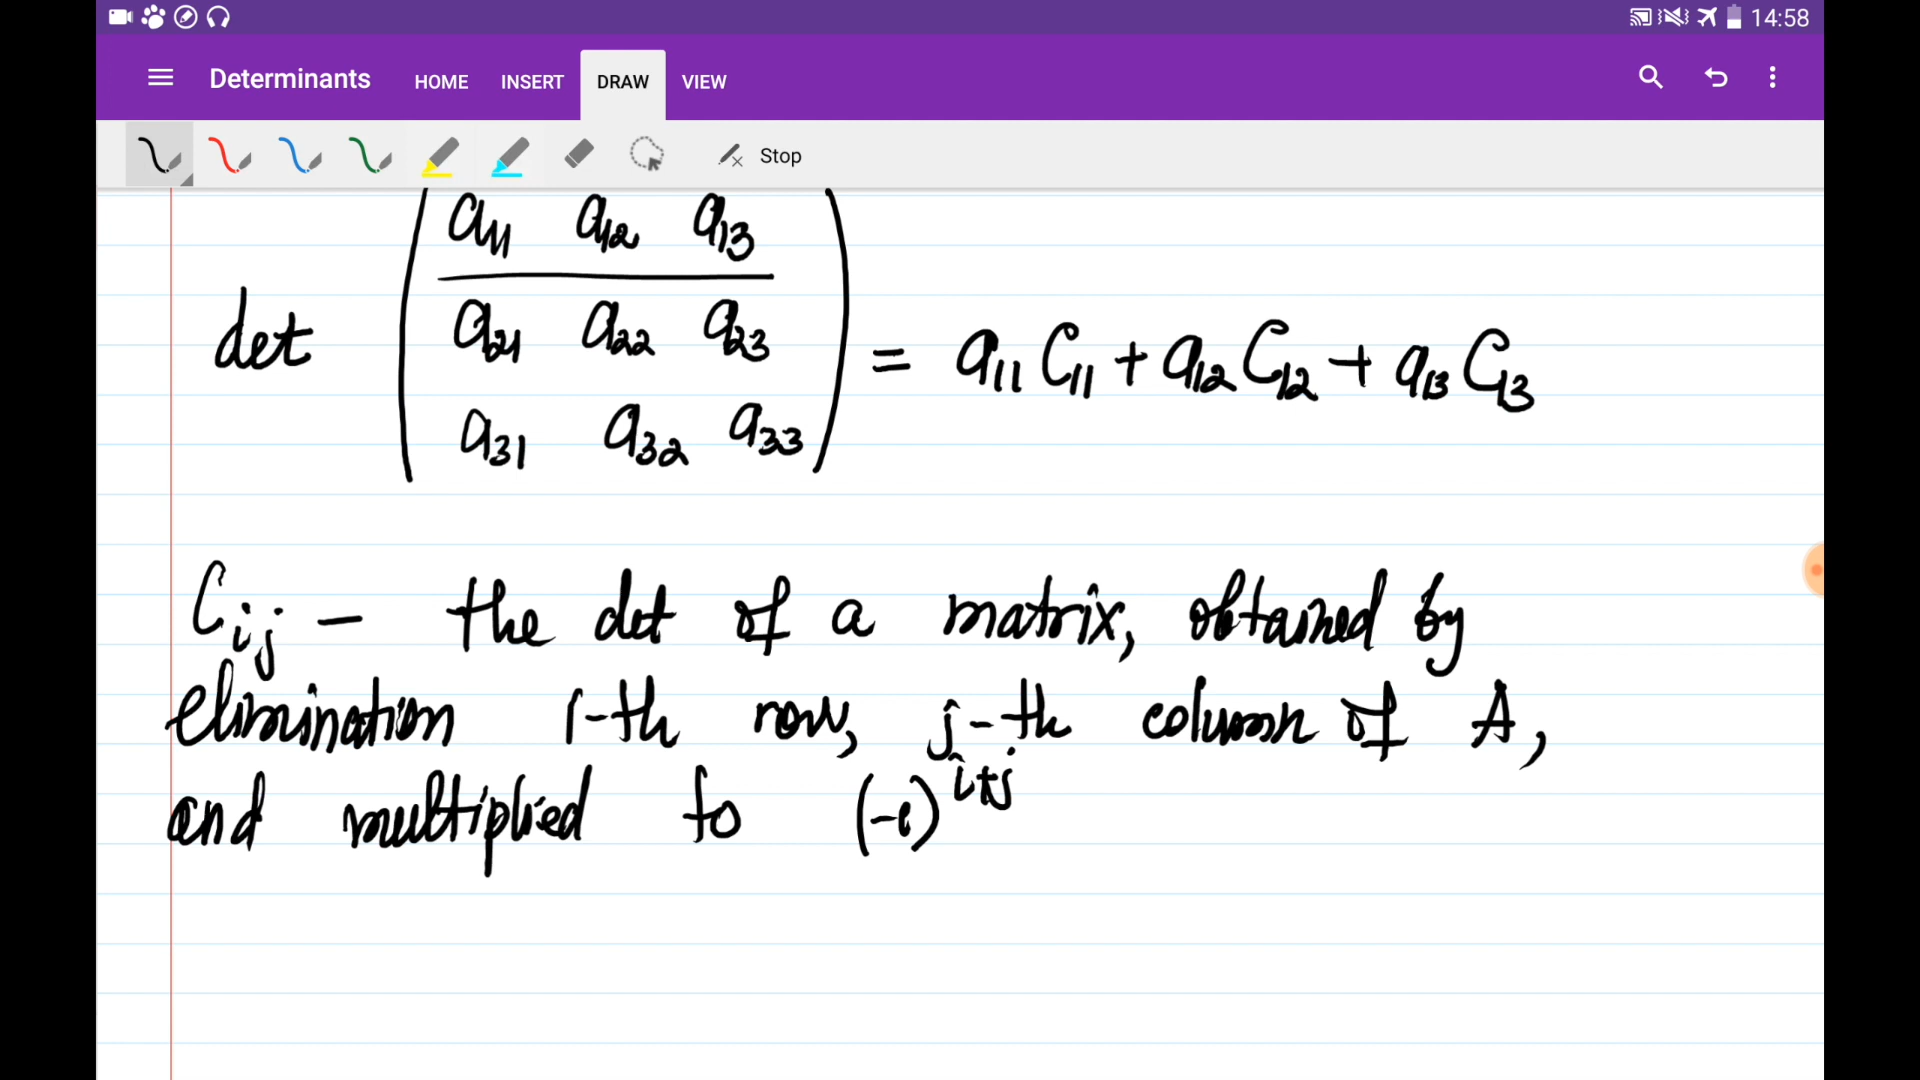 14:58
Determinants HOME INSERT DRAW VIEW
Stop
a11 a12 a13
a21 a22 a23
det = a11 C11 + a12 C12 + a13 C13
a31 a32 a33
Cij – the det of a matrix, obtained by
elimination i-th row, j-th column of A,
and multiplied to (-1)^i+j